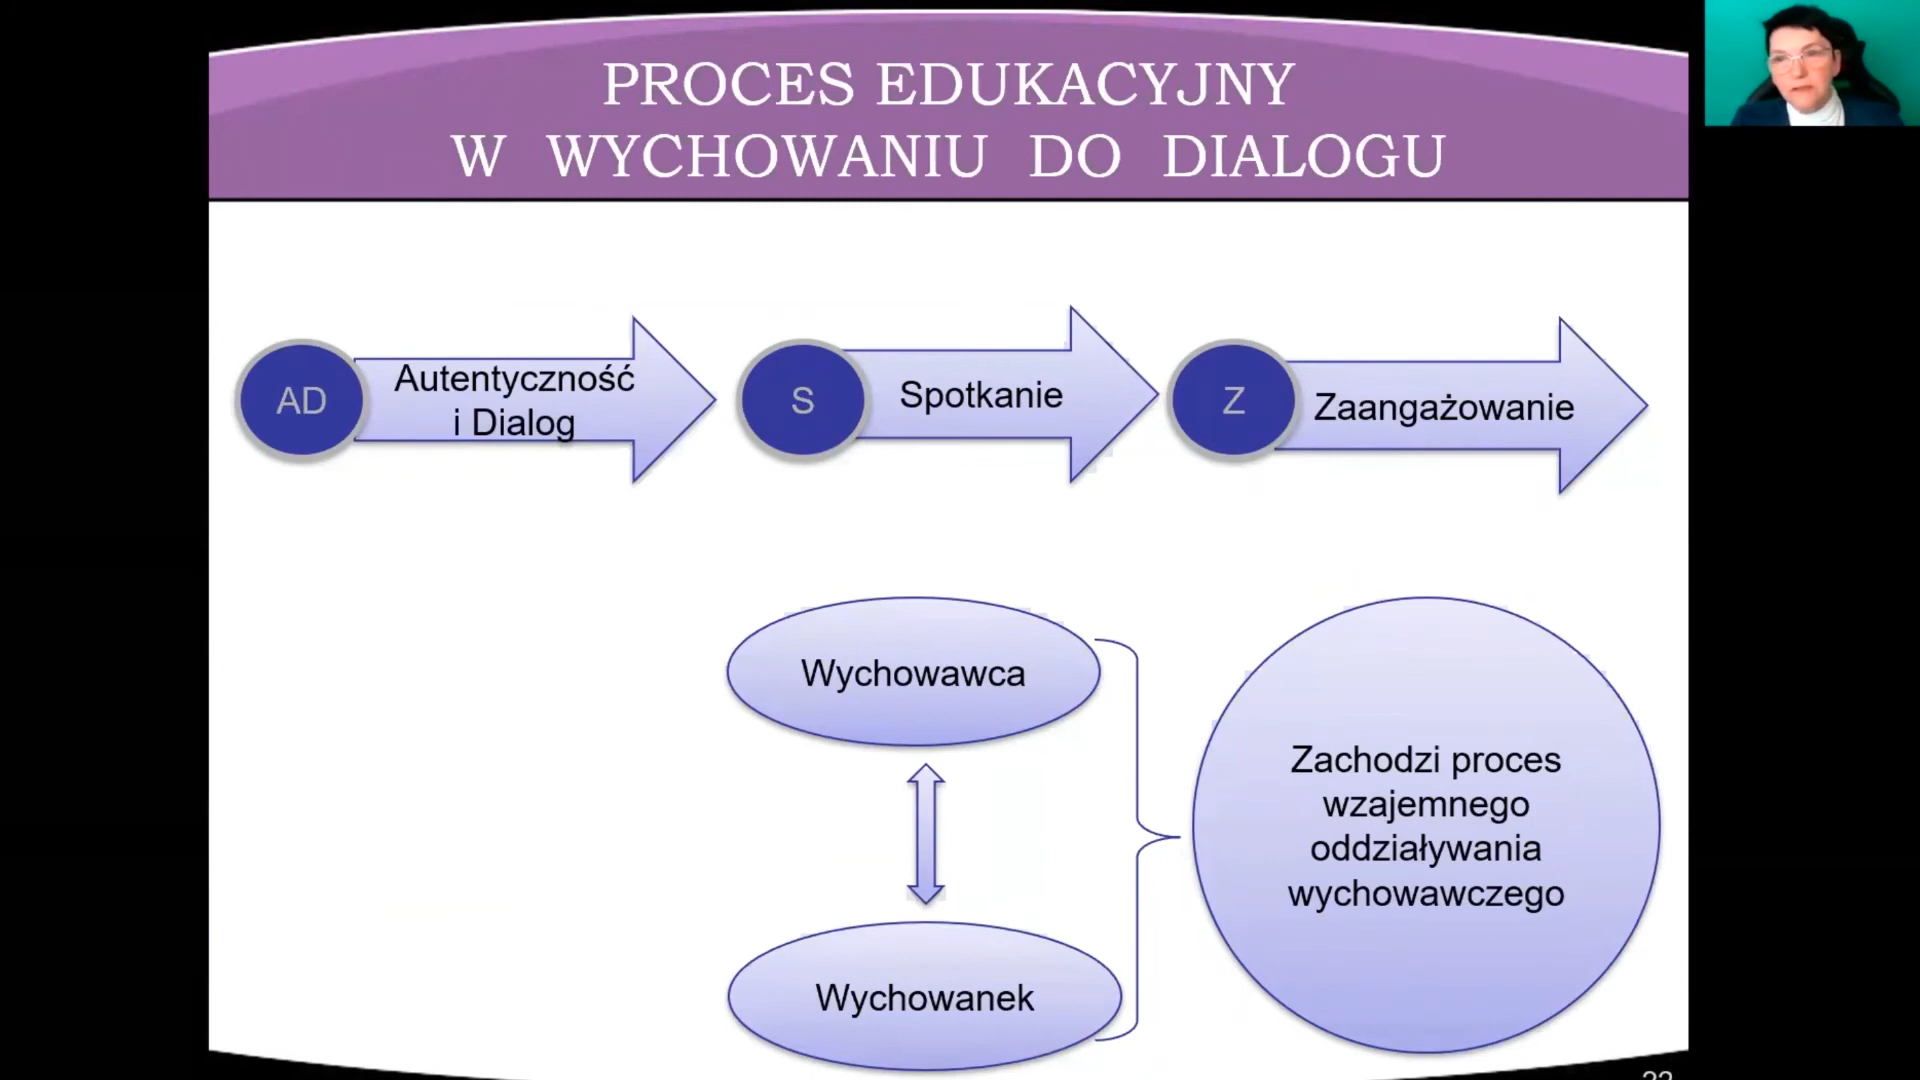 PROCES EDUKACYJNY
W WYCHOWANIU DO DIALOGU
AD
Autentyczność
i Dialog
S
Spotkanie
Z
Zaangażowanie
Wychowawca
Wychowanek
Zachodzi proces
wzajemnego
oddziaływania
wychowawczego